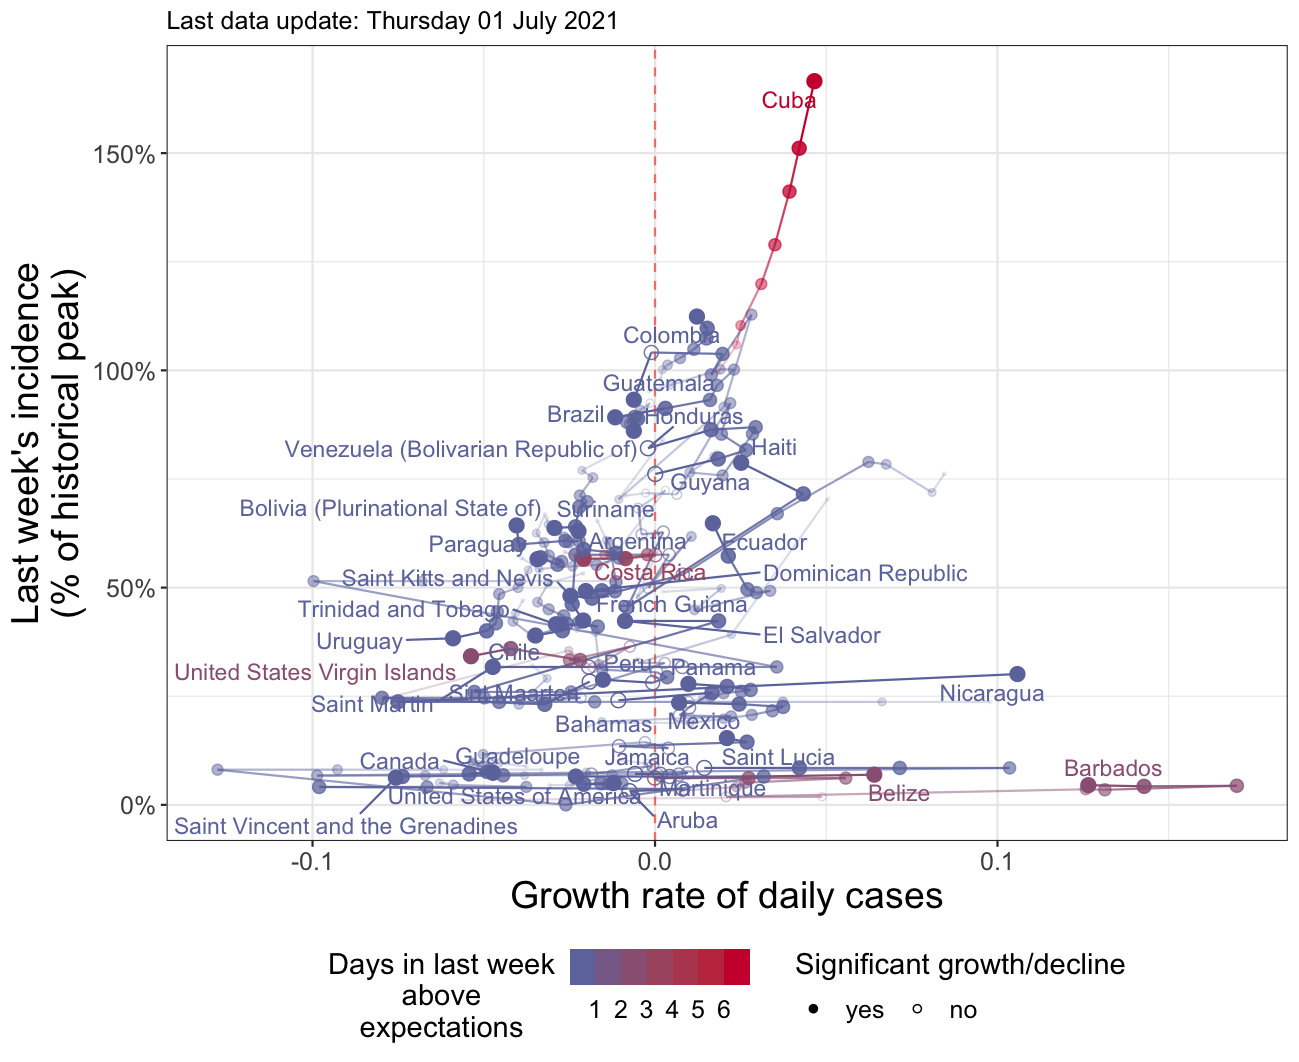 Last data update: Thursday 01 July 2021
Last week's incidence
(% of historical peak)
150%
100%
50%
0%
Cuba
Colombia
Guatemala
Brazil
Honduras
Venezuela (Bolivarian Republic of)
Haiti
Guyana
Bolivia (Plurinational State of)
Suriname
Paraguay
Argentina
Ecuador
Costa Rica
Dominican Republic
Saint Kitts and Nevis
French Guiana
Trinidad and Tobago
El Salvador
Uruguay
Chile
Peru
Panama
United States Virgin Islands
Sint Maarten
Nicaragua
Saint Martin
Bahamas
Mexico
Guadeloupe
Jamaica
Saint Lucia
Canada
Barbados
United States of America
Martinique
Belize
Saint Vincent and the Grenadines
Aruba
-0.1
0.0
0.1
Growth rate of daily cases
Days in last week
above
expectations
1 2 3 4 5 6
Significant growth/decline
yes no